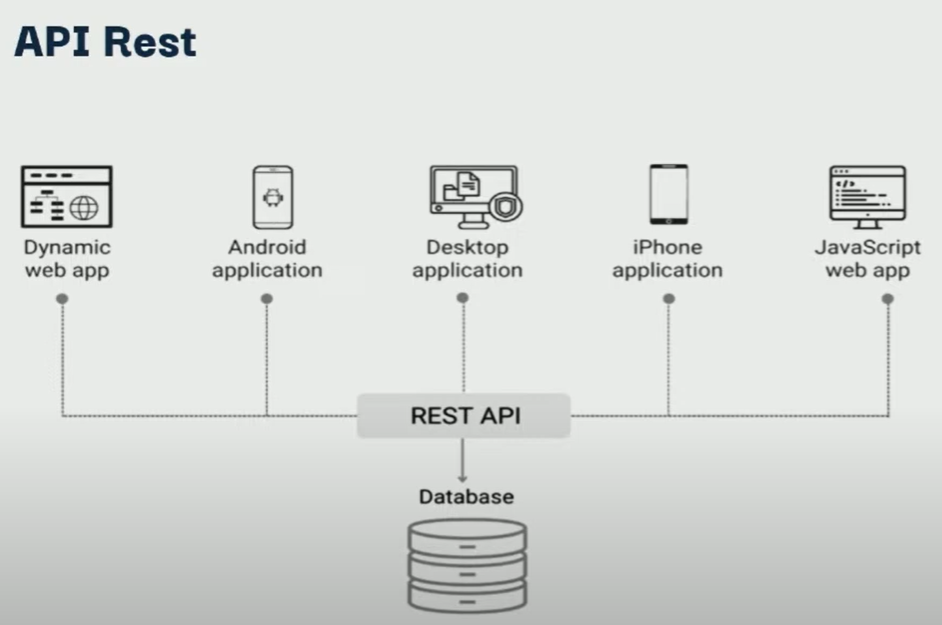 API Rest
Dynamic
web app
Android
application
Desktop
application
iPhone
application
JavaScript
web app
REST API
Database